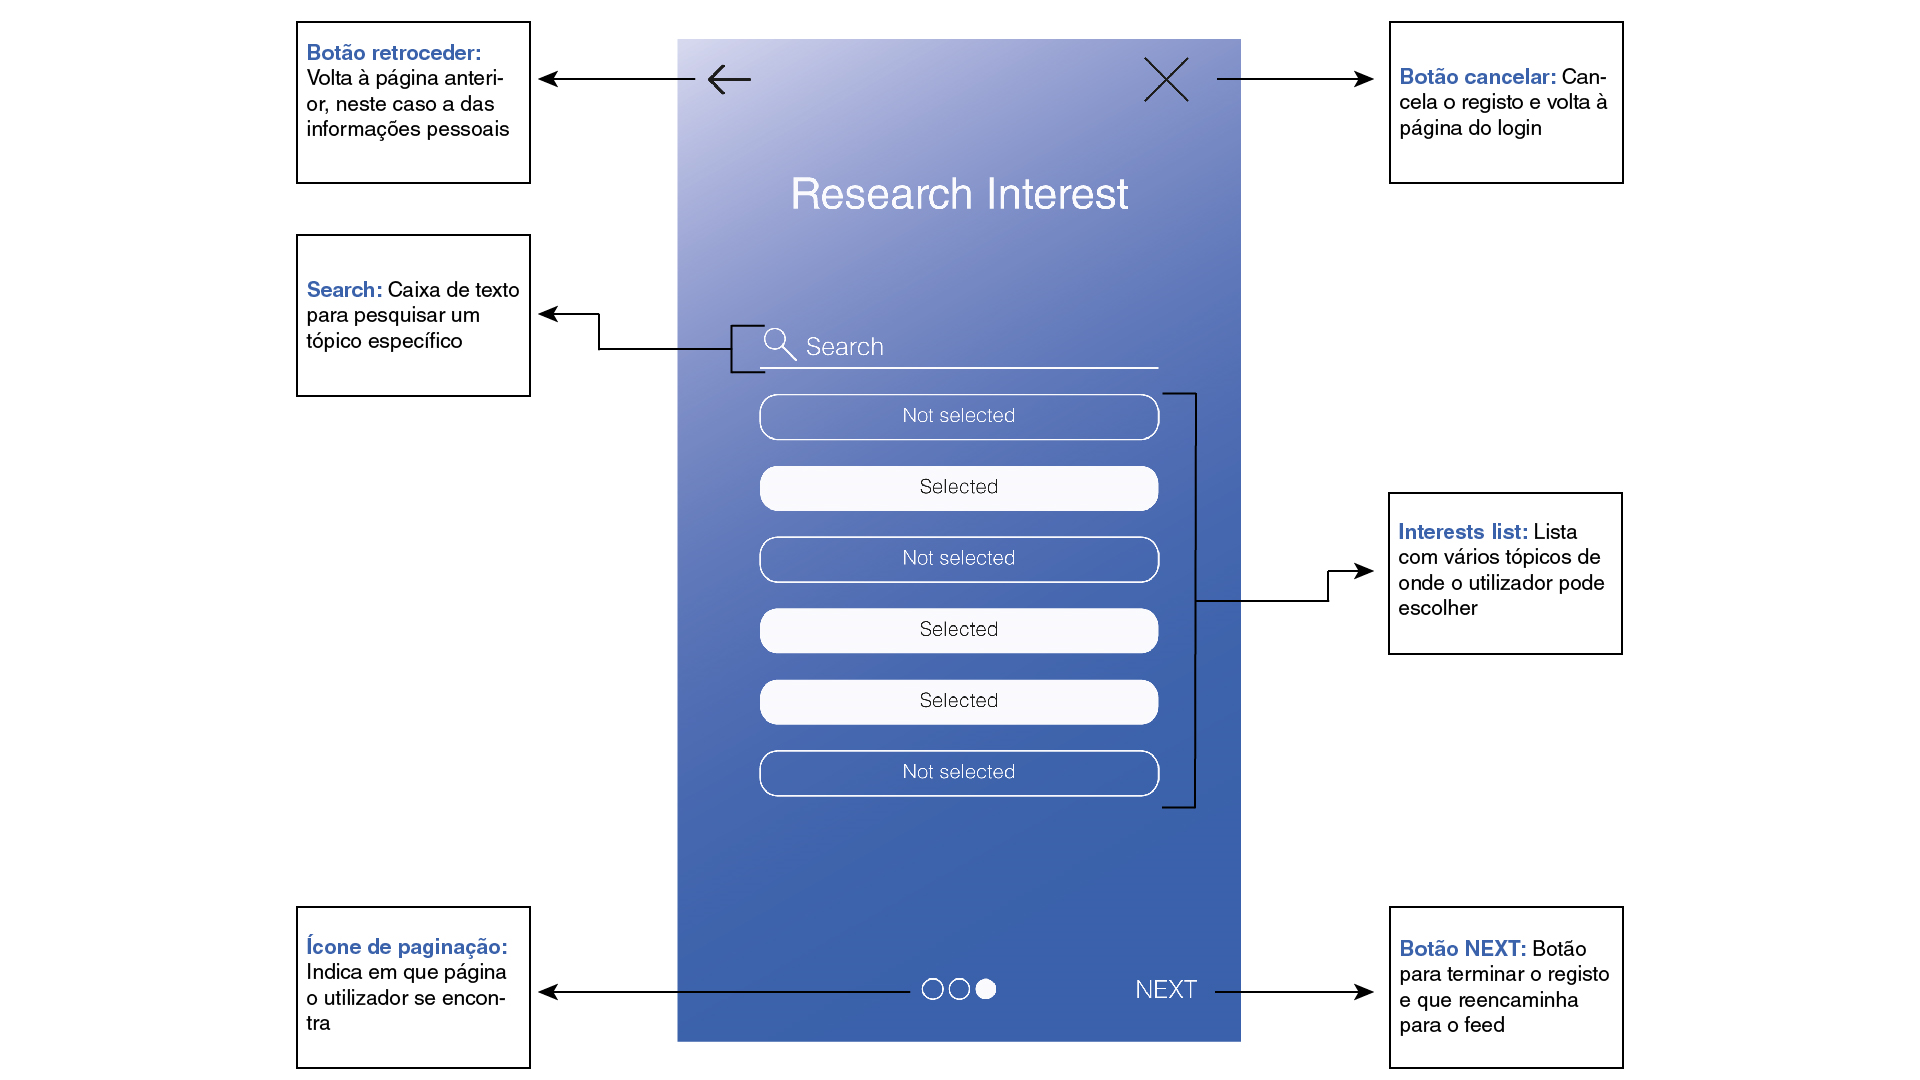 Botão retroceder:
Volta à página anteri-
or, neste caso a das
informações pessoais
Botão cancelar: Can-
cela o registo e volta à
página do login
Research Interest
Search: Caixa de texto
para pesquisar um
tópico específico
Search
Not selected
Selected
Not selected
Selected
Selected
Not selected
Interests list: Lista
com vários tópicos de
onde o utilizador pode
escolher
Ícone de paginação:
Indica em que página
o utilizador se encon-
tra
NEXT
Botão NEXT: Botão
para terminar o registo
e que reencaminha
para o feed